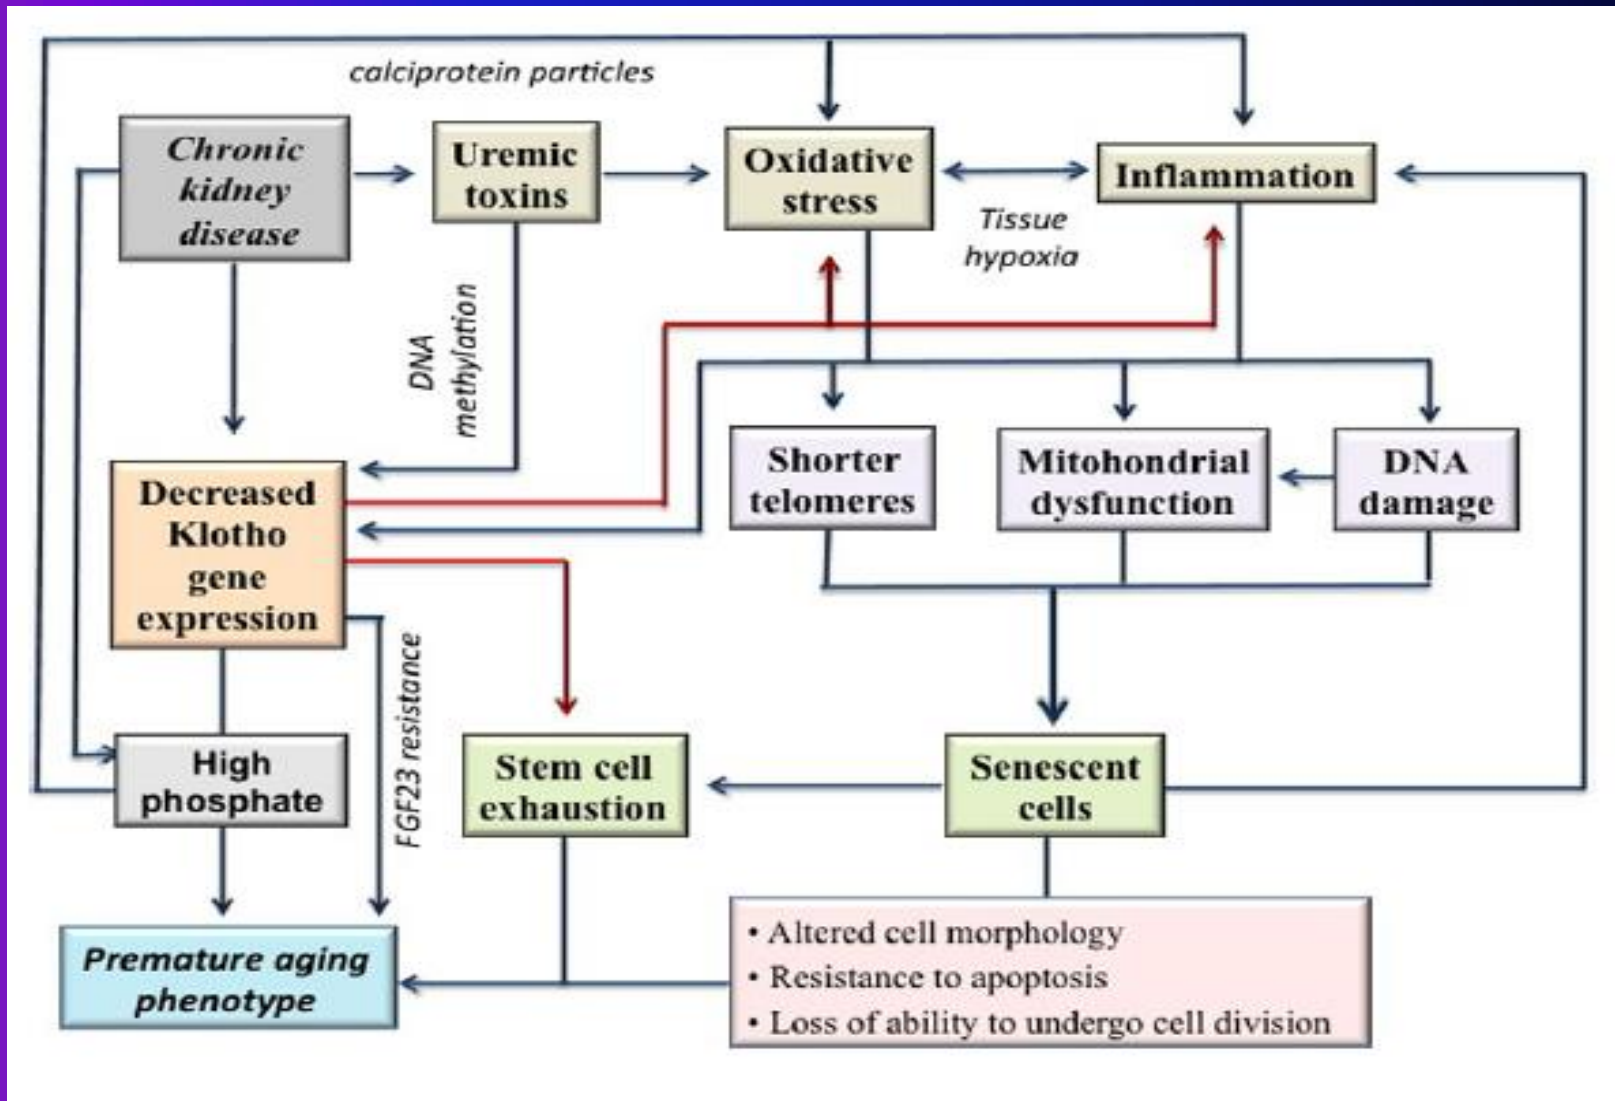 calciprotein particles
Chronic
kidney
disease
Uremic
toxins
Oxidative
stress
Inflammation
Tissue
hypoxia
DNA
methylation
Decreased
Klotho
gene
expression
Shorter
telomeres
Mitohondrial
dysfunction
DNA
damage
FGF23 resistance
High
phosphate
Stem cell
exhaustion
Senescent
cells
Premature aging
phenotype
• Altered cell morphology
• Resistance to apoptosis
• Loss of ability to undergo cell division